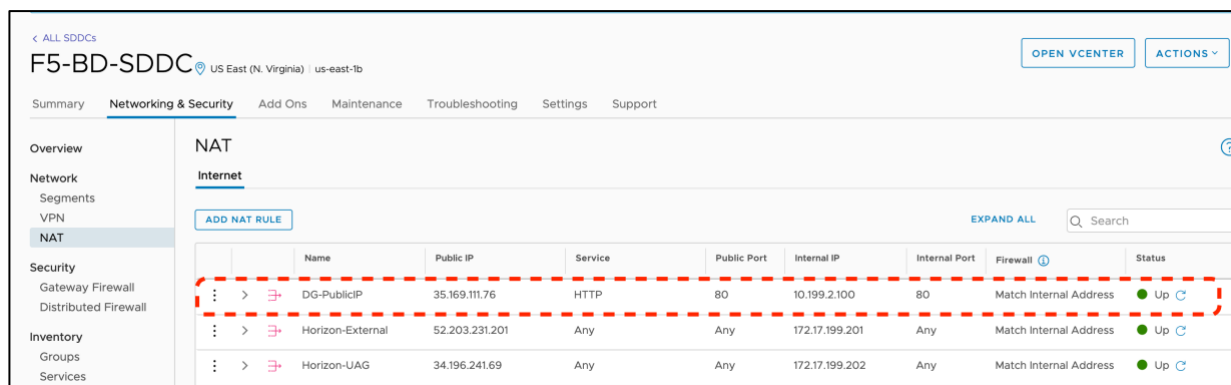 < ALL SDDCs
F5-BD-SDDC US East (N. Virginia) | us-east-1b
OPEN VCENTER
ACTIONS
Summary Networking & Security Add Ons Maintenance Troubleshooting Settings Support
Overview
Network
Segments
VPN
NAT
Security
Gateway Firewall
Distributed Firewall
Inventory
Groups
Services
NAT
Internet
ADD NAT RULE
EXPAND ALL
Search
Name Public IP Service Public Port Internal IP Internal Port Firewall Status
DG-PublicIP 35.169.111.76 HTTP 80 10.199.2.100 80 Match Internal Address Up
Horizon-External 52.203.231.201 Any Any 172.17.199.201 Any Match Internal Address Up
Horizon-UAG 34.196.241.69 Any Any 172.17.199.202 Any Match Internal Address Up